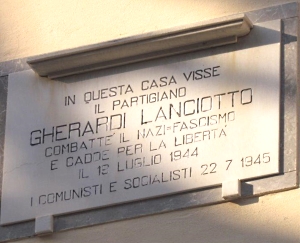 IN QUESTA CASA VISSE
IL PARTIGIANO
GHERARDI LANCIOTTO
COMBATTE' IL NAZI-FASCISMO
E CADDE PER LA LIBERTA'
IL 12 LUGLIO 1944
I COMUNISTI E SOCIALISTI 22 7 1945